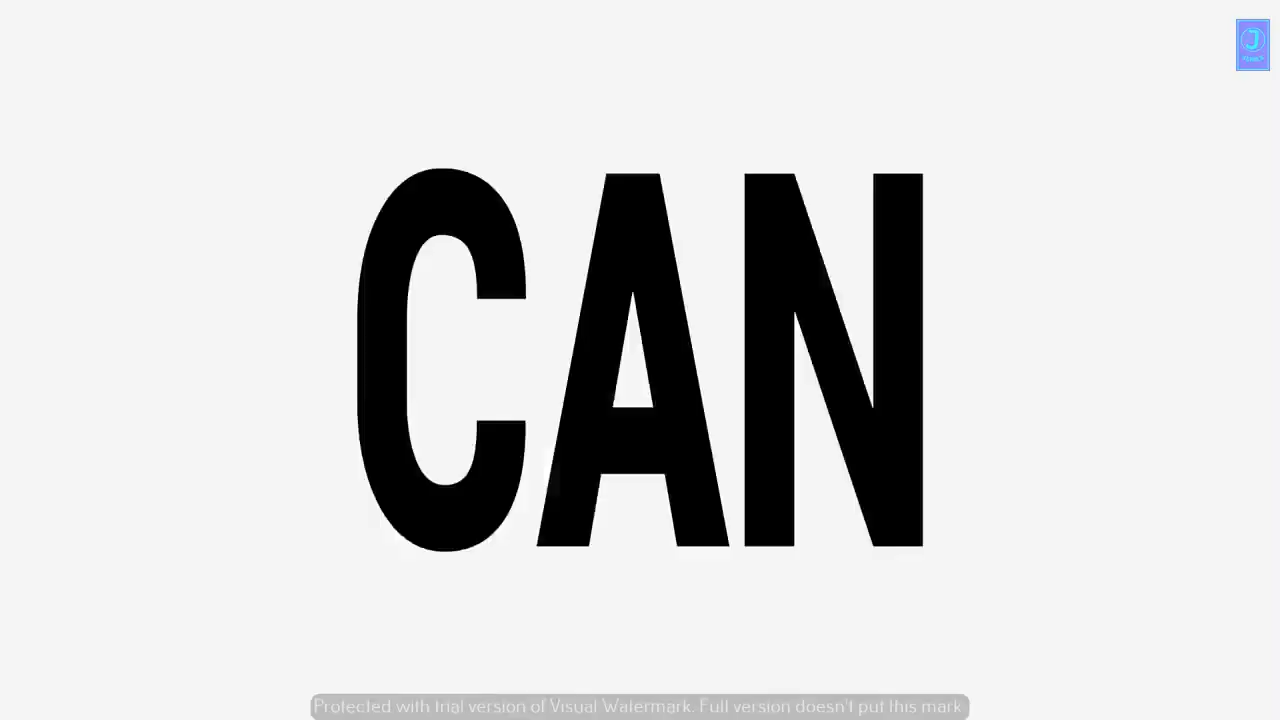 J
CAN
Protected with trial version of Visual Watermark. Full version doesn't put this mark.